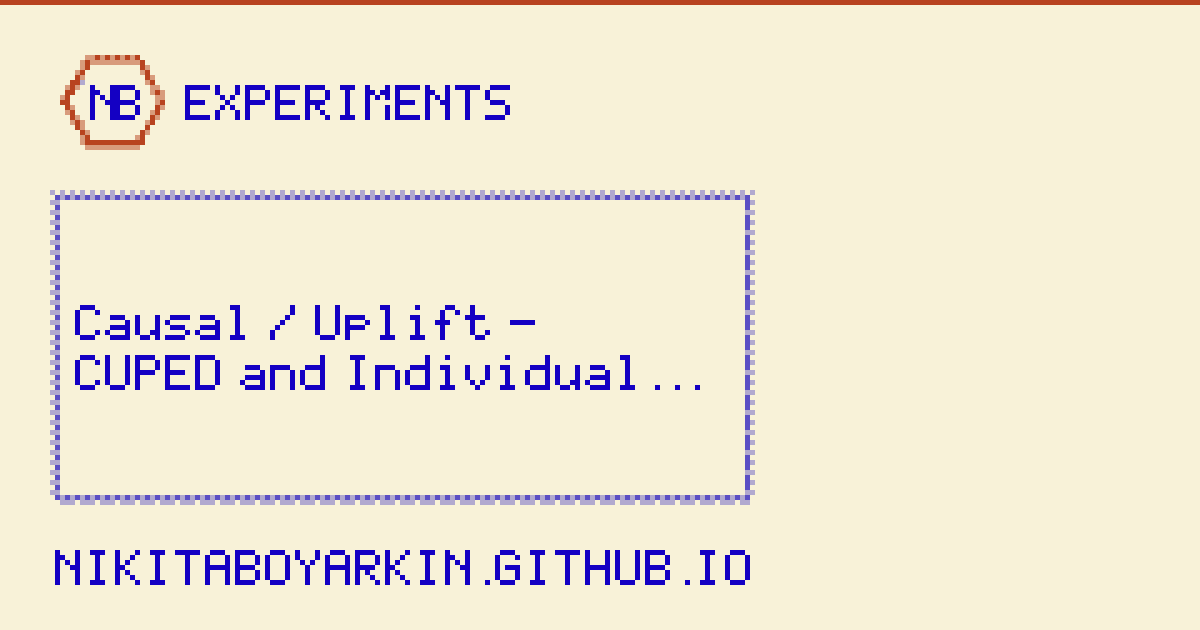 NB EXPERIMENTS
Causal / Uplift -
CUPED and Individual...
NIKITABOYARKIN.GITHUB.IO